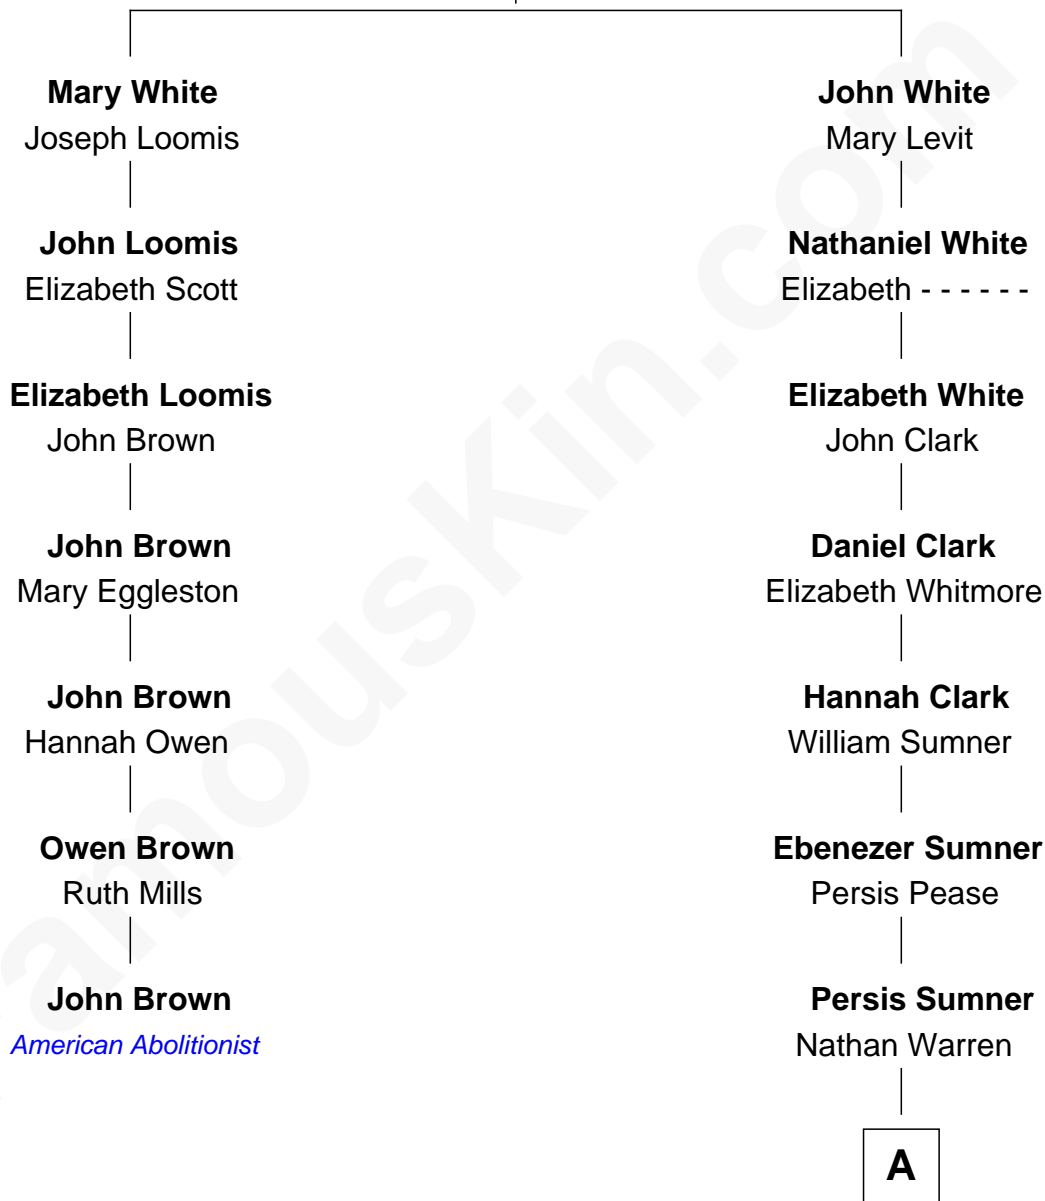 Mary White
Joseph Loomis
John White
Mary Levit
John Loomis
Elizabeth Scott
Nathaniel White
Elizabeth - - - - - -
Elizabeth Loomis
John Brown
Elizabeth White
John Clark
John Brown
Mary Eggleston
Daniel Clark
Elizabeth Whitmore
John Brown
Hannah Owen
Hannah Clark
William Sumner
Owen Brown
Ruth Mills
Ebenezer Sumner
Persis Pease
John Brown
American Abolitionist
Persis Sumner
Nathan Warren
A
amousKin.com